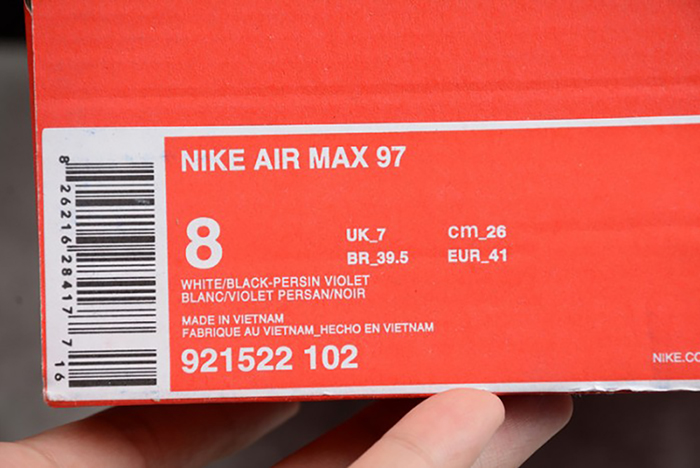 NIKE AIR MAX 97
8
UK_7 cm_26
BR_39.5 EUR_41
WHITE/BLACK-PERSIN VIOLET
BLANC/VIOLET PERSAN/NOIR
MADE IN VIETNAM
FABRIQUE AU VIETNAM_HECHO EN VIETNAM
921522 102
NIKE.CO
8 26216 28417 7 16